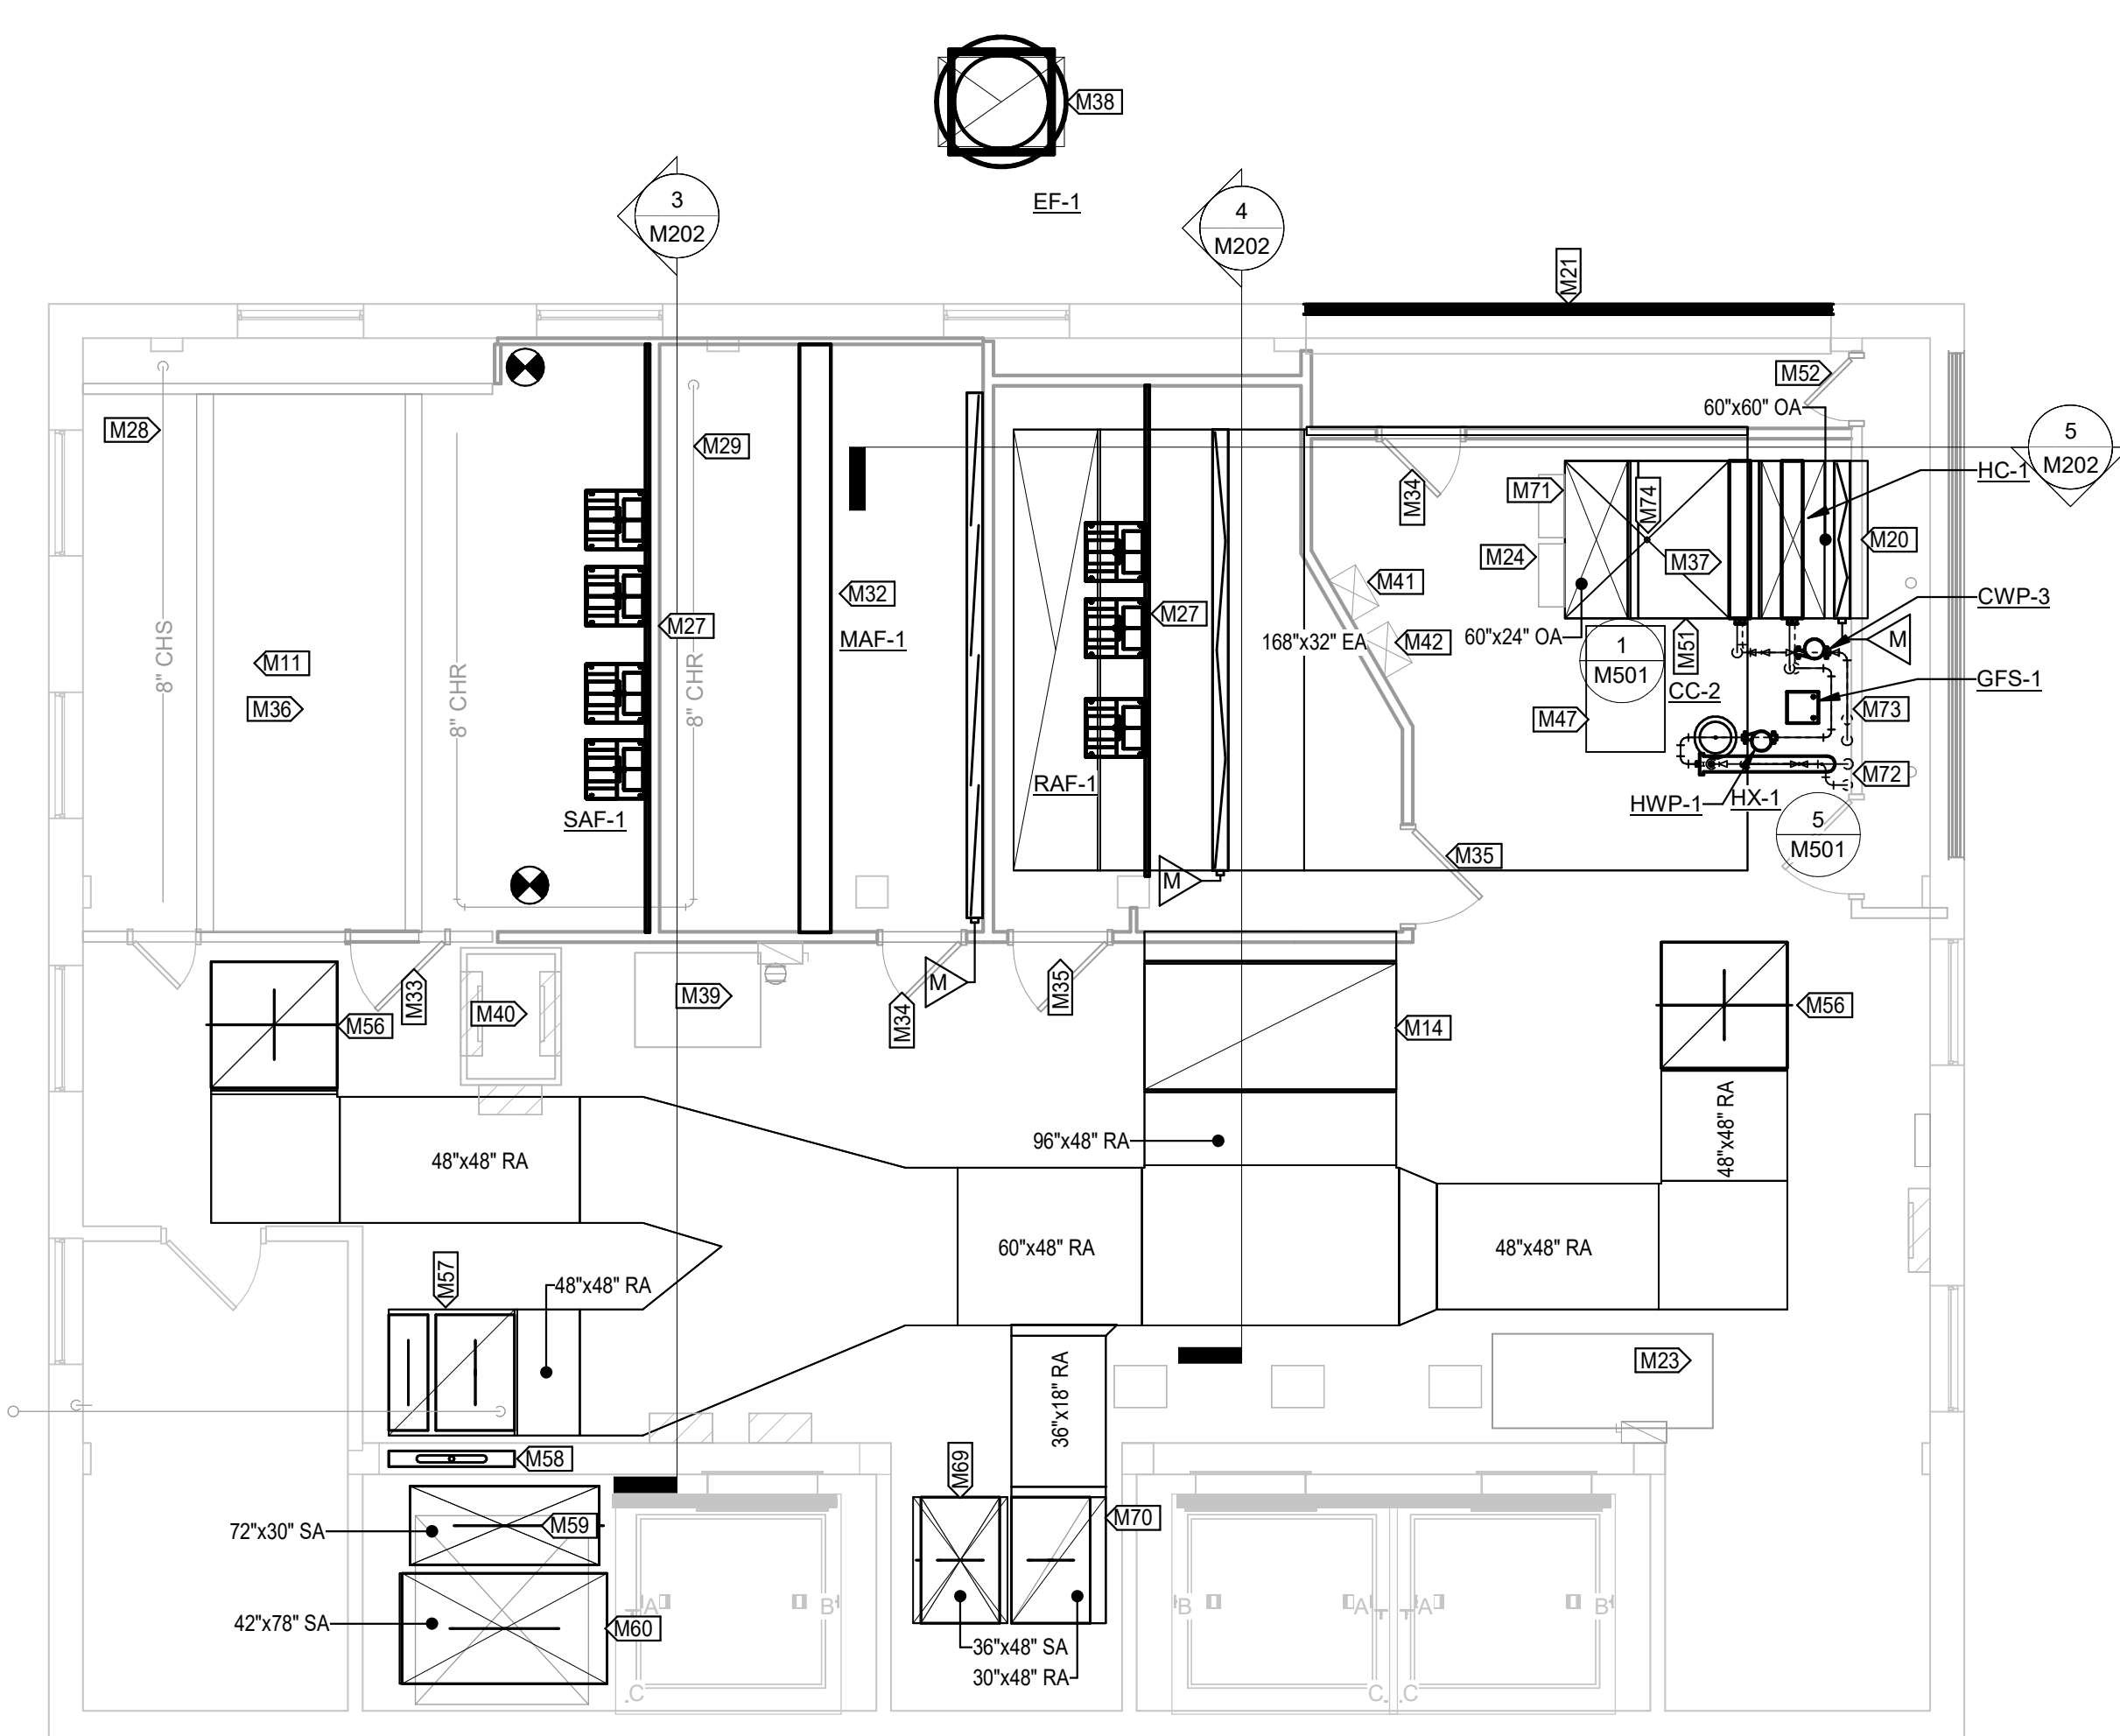 M38
EF-1
3
M202
4
M202
M21
M52
60"x60" OA
5
M202
HC-1
M28
M29
M34
M71
M74
M24
M37
M20
M41
M32
CWP-3
M27
M27
MAF-1
168"x32" EA
M42
60"x24" OA
M51
M
1
M501
8" CHS
M11
M36
8" CHR
8" CHR
CC-2
GFS-1
M47
M73
RAF-1
M72
HWP-1
HX-1
SAF-1
5
M501
M35
M
M33
M40
M39
M34
M
M35
M56
M14
M56
96"x48" RA
48"x48" RA
48"x48" RA
60"x48" RA
48"x48" RA
M57
48"x48" RA
M23
36"x18" RA
M58
M69
M70
72"x30" SA
M59
42"x78" SA
M60
A
B
B
A
A
B
36"x48" SA
30"x48" RA
C
C
C